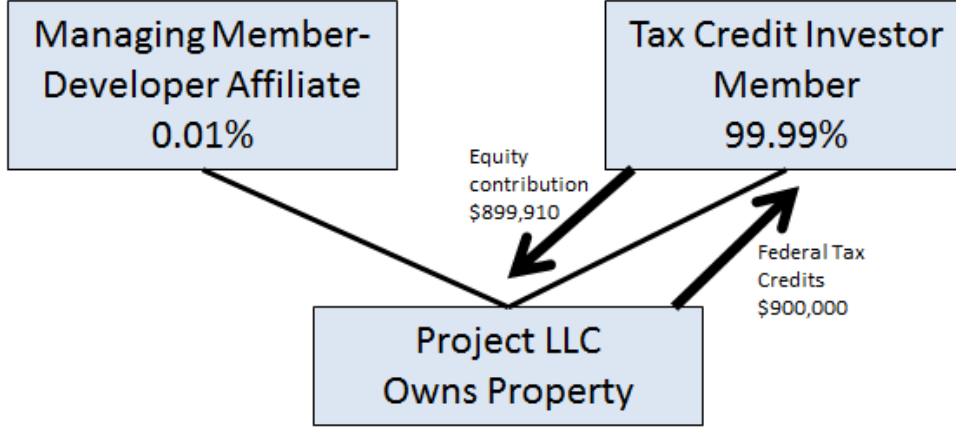 Managing Member-
Developer Affiliate
0.01%
Tax Credit Investor
Member
99.99%
Equity
contribution
$899,910
Federal Tax
Credits
$900,000
Project LLC
Owns Property